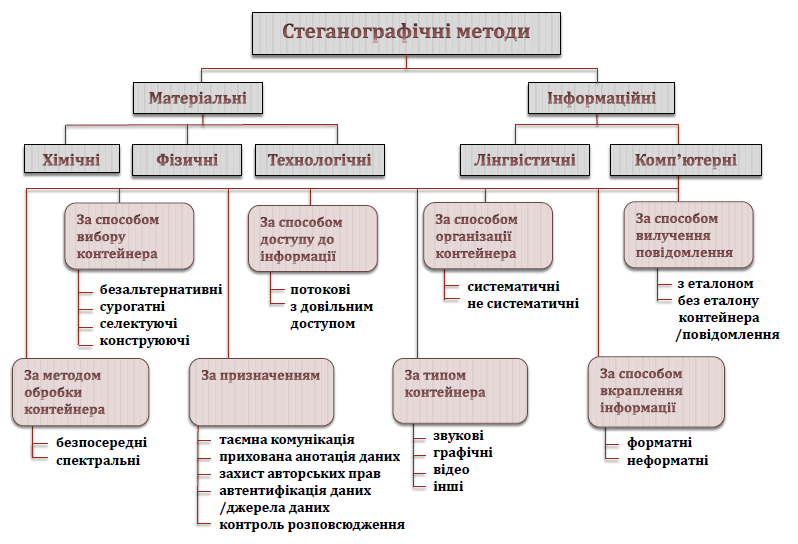 Стеганографічні методи
Матеріальні
Інформаційні
Хімічні
Фізичні
Технологічні
Лінгвістичні
Комп’ютерні
За способом
вибору
контейнера
безальтернативні
сурогатні
селектуючі
конструюючі
За способом
доступу до
інформації
потокові
з довільним
доступом
За способом
організації
контейнера
систематичні
не систематичні
За способом
вилучення
повідомлення
з еталоном
без еталону
контейнера
/повідомлення
За методом
обробки
контейнера
безпосередні
спектральні
За призначенням
таємна комунікація
прихована анотація даних
захист авторських прав
автентифікація даних
/джерела даних
контроль розповсюдження
За типом
контейнера
звукові
графічні
відео
інші
За способом
вкраплення
інформації
форматні
неформатні